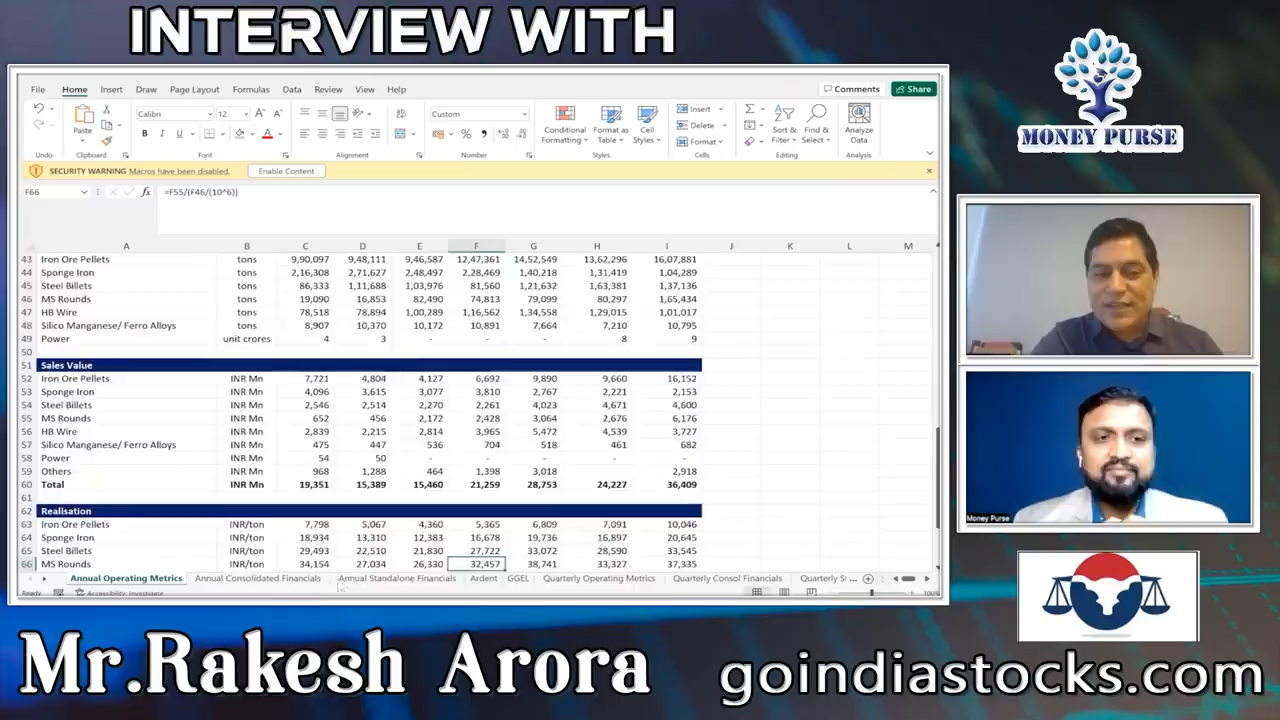 INTERVIEW WITH
MONEY PURSE
File Home Insert Draw Page Layout Formulas Data Review View Help Comments Share
Calibri 12 Custom Insert Σ
Paste Conditional Format as Cell Delete Sort & Find & Analyze
Formatting Table Styles Format Filter Select Data
Undo Clipboard Font Alignment Number Styles Cells Editing Analysis
SECURITY WARNING Macros have been disabled. Enable Content
F66 fx =F55/(F46/(10^6))
A B C D E F G H I J K L M
43 Iron Ore Pellets tons 9,90,097 9,48,111 9,46,587 12,47,361 14,52,549 13,62,296 16,07,881
44 Sponge Iron tons 2,16,308 2,71,627 2,48,497 2,28,469 1,40,218 1,31,419 1,04,289
45 Steel Billets tons 86,333 1,11,688 1,03,976 81,560 1,21,632 1,63,381 1,37,136
46 MS Rounds tons 19,090 16,853 82,490 74,813 79,099 80,297 1,65,434
47 HB Wire tons 78,518 78,894 1,00,289 1,16,562 1,34,558 1,29,015 1,01,017
48 Silico Manganese/ Ferro Alloys tons 8,907 10,370 10,172 10,891 7,664 7,210 10,795
49 Power unit crores 4 3 - - - 8 9
50
51 Sales Value
52 Iron Ore Pellets INR Mn 7,721 4,804 4,127 6,692 9,890 9,660 16,152
53 Sponge Iron INR Mn 4,096 3,615 3,077 3,810 2,767 2,221 2,153
54 Steel Billets INR Mn 2,546 2,514 2,270 2,261 4,023 4,671 4,600
55 MS Rounds INR Mn 652 456 2,172 2,428 3,064 2,676 6,176
56 HB Wire INR Mn 2,839 2,215 2,814 3,965 5,472 4,539 3,727
57 Silico Manganese/ Ferro Alloys INR Mn 475 447 536 704 518 461 682
58 Power INR Mn 54 50 - - - - -
59 Others INR Mn 968 1,288 464 1,398 3,018 2,918
60 Total INR Mn 19,351 15,389 15,460 21,259 28,753 24,227 36,409
61
62 Realisation
63 Iron Ore Pellets INR/ton 7,798 5,067 4,360 5,365 6,809 7,091 10,046
64 Sponge Iron INR/ton 18,934 13,310 12,383 16,678 19,736 16,897 20,645
65 Steel Billets INR/ton 29,493 22,510 21,830 27,722 33,072 28,590 33,545
66 MS Rounds INR/ton 34,154 27,034 26,330 32,457 38,741 33,327 37,335
Annual Operating Metrics Annual Consolidated Financials Annual Standalone Financials Ardent GGEL Quarterly Operating Metrics Quarterly Consol Financials Quarterly S ...
Ready Accessibility: Investigate 100%
Money Purse
Mr.Rakesh Arora
goindiastocks.com